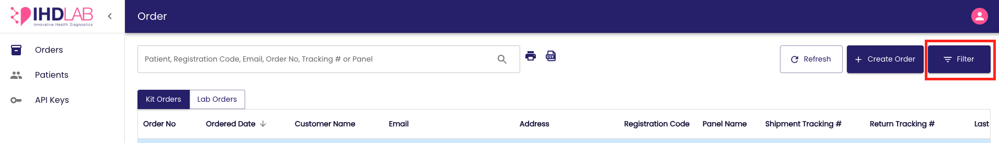 IHDLAB
Innovative Health Diagnostics
Order
Orders
Patients
API Keys
Patient, Registration Code, Email, Order No, Tracking # or Panel
CSV
Refresh
Create Order
Filter
Kit Orders
Lab Orders
Order No
Ordered Date
Customer Name
Email
Address
Registration Code
Panel Name
Shipment Tracking #
Return Tracking #
Last